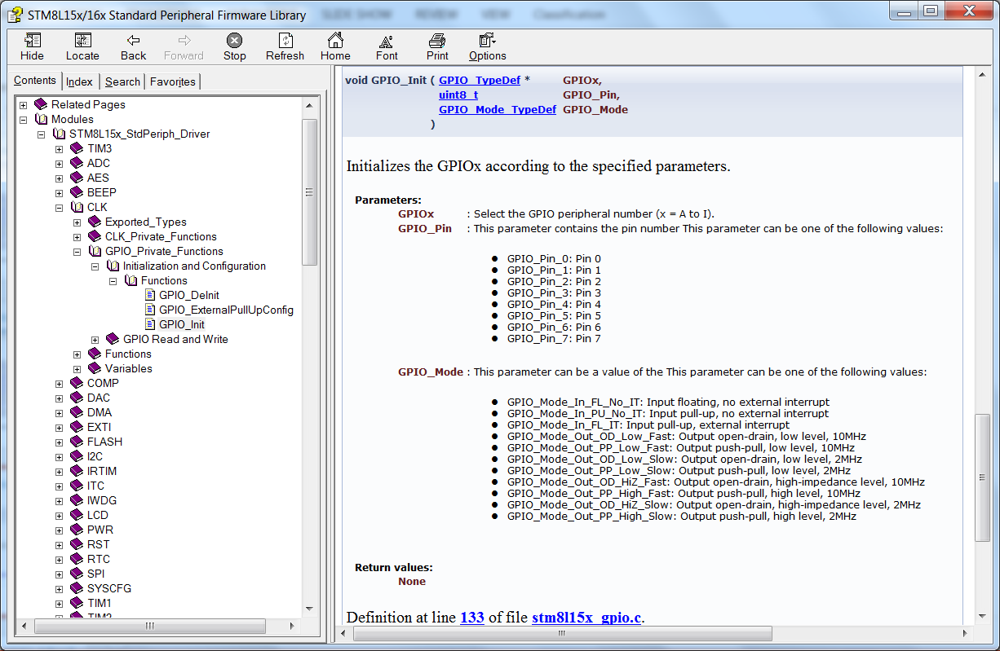 STM8L15x/16x Standard Peripheral Firmware Library
SLIDE SHOW REVIEW VIEW Classification
Hide Locate Back Forward Stop Refresh Home Font Print Options
Contents Index Search Favorites
Related Pages
Modules
STM8L15x_StdPeriph_Driver
TIM3
ADC
AES
BEEP
CLK
Exported_Types
CLK_Private_Functions
GPIO_Private_Functions
Initialization and Configuration
Functions
GPIO_DeInit
GPIO_ExternalPullUpConfig
GPIO_Init
GPIO Read and Write
Functions
Variables
COMP
DAC
DMA
EXTI
FLASH
I2C
IRTIM
ITC
IWDG
LCD
PWR
RST
RTC
SPI
SYSCFG
TIM1
TIM2
void GPIO_Init ( GPIO_TypeDef * GPIOx,
uint8_t GPIO_Pin,
GPIO_Mode_TypeDef GPIO_Mode
)
Initializes the GPIOx according to the specified parameters.
Parameters:
GPIOx : Select the GPIO peripheral number (x = A to I).
GPIO_Pin : This parameter contains the pin number This parameter can be one of the following values:
● GPIO_Pin_0: Pin 0
● GPIO_Pin_1: Pin 1
● GPIO_Pin_2: Pin 2
● GPIO_Pin_3: Pin 3
● GPIO_Pin_4: Pin 4
● GPIO_Pin_5: Pin 5
● GPIO_Pin_6: Pin 6
● GPIO_Pin_7: Pin 7
GPIO_Mode : This parameter can be a value of the This parameter can be one of the following values:
● GPIO_Mode_In_FL_No_IT: Input floating, no external interrupt
● GPIO_Mode_In_PU_No_IT: Input pull-up, no external interrupt
● GPIO_Mode_In_FL_IT: Input pull-up, external interrupt
● GPIO_Mode_Out_OD_Low_Fast: Output open-drain, low level, 10MHz
● GPIO_Mode_Out_PP_Low_Fast: Output push-pull, low level, 10MHz
● GPIO_Mode_Out_OD_Low_Slow: Output open-drain, low level, 2MHz
● GPIO_Mode_Out_PP_Low_Slow: Output push-pull, low level, 2MHz
● GPIO_Mode_Out_OD_HiZ_Fast: Output open-drain, high-impedance level, 10MHz
● GPIO_Mode_Out_PP_High_Fast: Output push-pull, high level, 10MHz
● GPIO_Mode_Out_OD_HiZ_Slow: Output open-drain, high-impedance level, 2MHz
● GPIO_Mode_Out_PP_High_Slow: Output push-pull, high level, 2MHz
Return values:
None
Definition at line 133 of file stm8l15x_gpio.c.